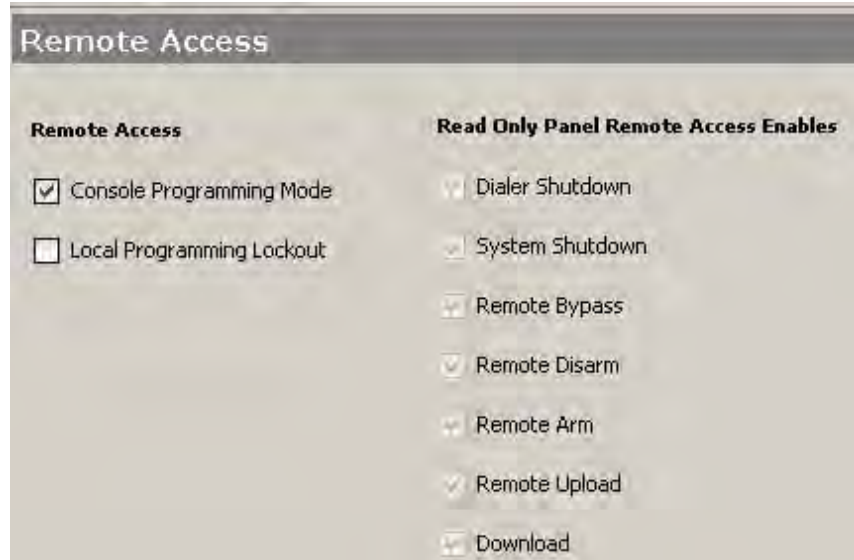 Remote Access
Remote Access
Console Programming Mode
Local Programming Lockout
Read Only Panel Remote Access Enables
Dialer Shutdown
System Shutdown
Remote Bypass
Remote Disarm
Remote Arm
Remote Upload
Download